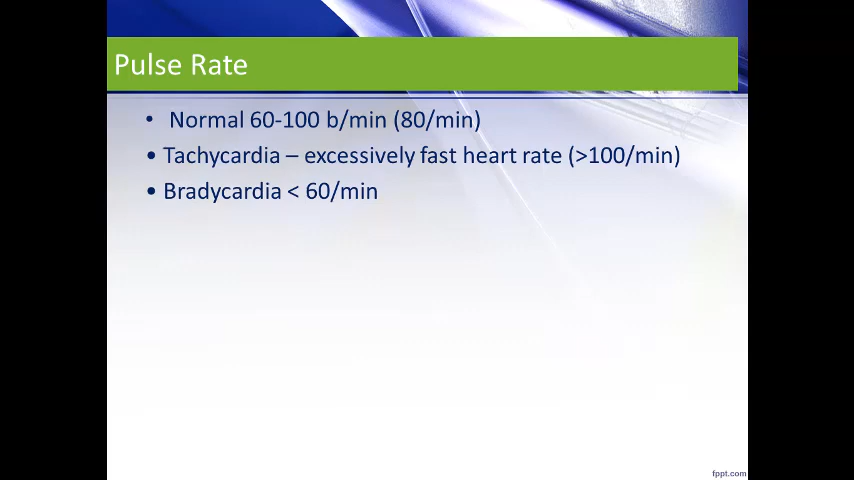 Pulse Rate
• Normal 60-100 b/min (80/min)
• Tachycardia – excessively fast heart rate (>100/min)
• Bradycardia < 60/min
fppt.com